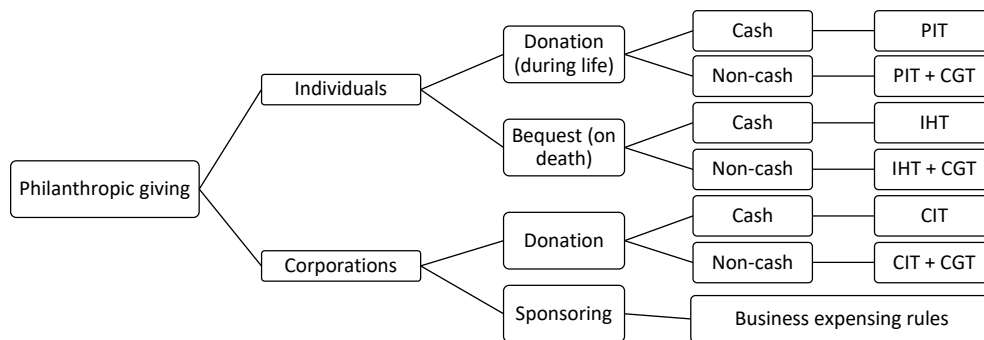 Philanthropic giving
Individuals
Donation
(during life)
Cash
PIT
Non-cash
PIT + CGT
Bequest (on
death)
Cash
IHT
Non-cash
IHT + CGT
Corporations
Donation
Cash
CIT
Non-cash
CIT + CGT
Sponsoring
Business expensing rules